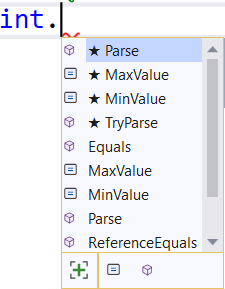 int.
★ Parse
★ MaxValue
★ MinValue
★ TryParse
Equals
MaxValue
MinValue
Parse
ReferenceEquals